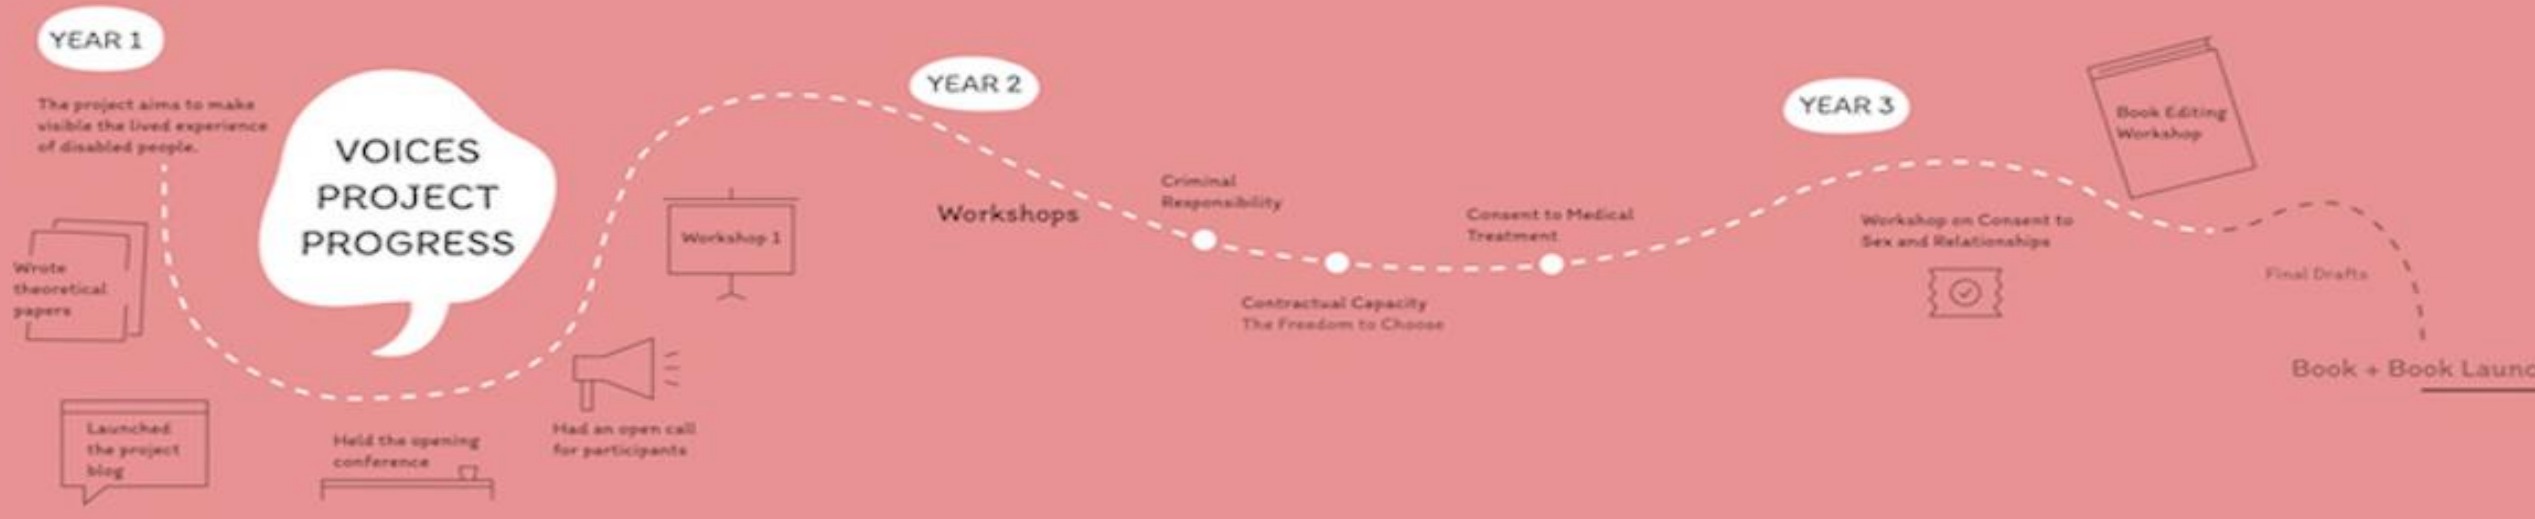 YEAR 1
The project aims to make
visible the lived experience
of disabled people.
VOICES
PROJECT
PROGRESS
Wrote
theoretical
papers
Launched
the project
blog
Held the opening
conference
Had an open call
for participants
Workshop 1
YEAR 2
Workshops
Criminal
Responsibility
Contractual Capacity
The Freedom to Choose
Consent to Medical
Treatment
YEAR 3
Workshop on Consent to
Sex and Relationships
Book Editing
Workshop
Final Drafts
Book + Book Launc